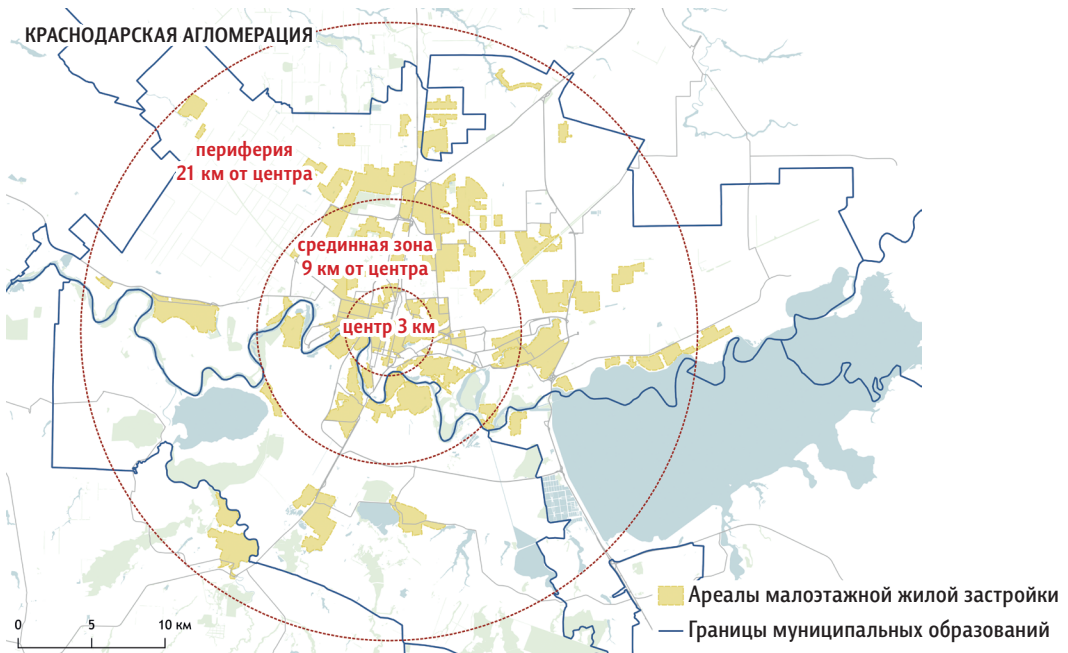 КРАСНОДАРСКАЯ АГЛОМЕРАЦИЯ
периферия
21 км от центра
срединная зона
9 км от центра
центр 3 км
Ареалы малоэтажной жилой застройки
Границы муниципальных образований
0 5 10 км